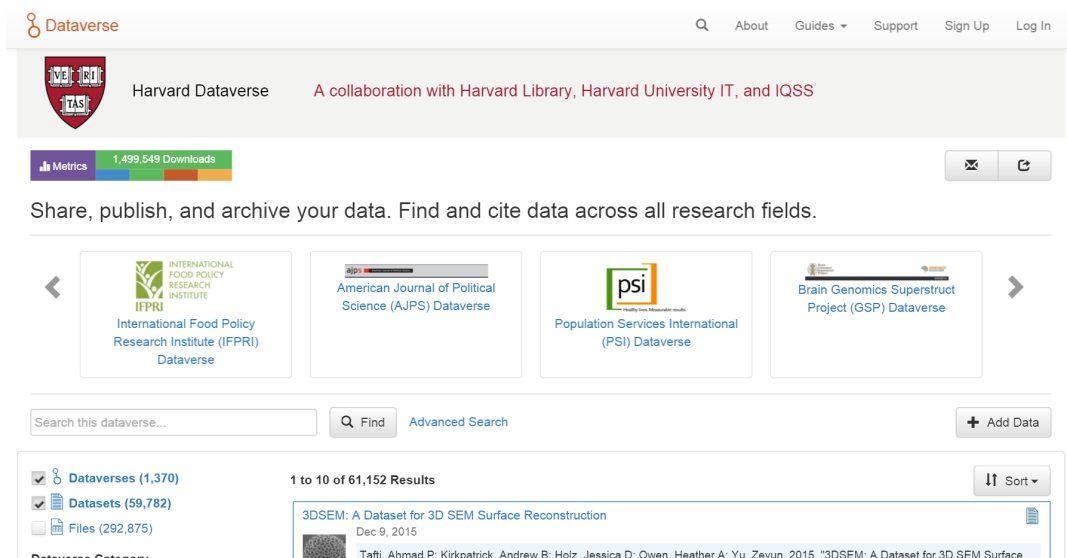 Dataverse
About Guides Support Sign Up Log In
VE RI
TAS
Harvard Dataverse
A collaboration with Harvard Library, Harvard University IT, and IQSS
Metrics
1,499,549 Downloads
Share, publish, and archive your data. Find and cite data across all research fields.
INTERNATIONAL
FOOD POLICY
RESEARCH
INSTITUTE
IFPRI
International Food Policy
Research Institute (IFPRI)
Dataverse
ajps
American Journal of Political
Science (AJPS) Dataverse
psi
Healthy lives. Measurable results.
Population Services International
(PSI) Dataverse
Brain Genomics Superstruct
Project (GSP) Dataverse
Search this dataverse...
Find
Advanced Search
Add Data
Dataverses (1,370)
Datasets (59,782)
Files (292,875)
Dataverse Category
1 to 10 of 61,152 Results
Sort
3DSEM: A Dataset for 3D SEM Surface Reconstruction
Dec 9, 2015
Tafti, Ahmad P; Kirkpatrick, Andrew B; Holz, Jessica D; Owen, Heather A; Yu, Zeyun, 2015, "3DSEM: A Dataset for 3D SEM Surface